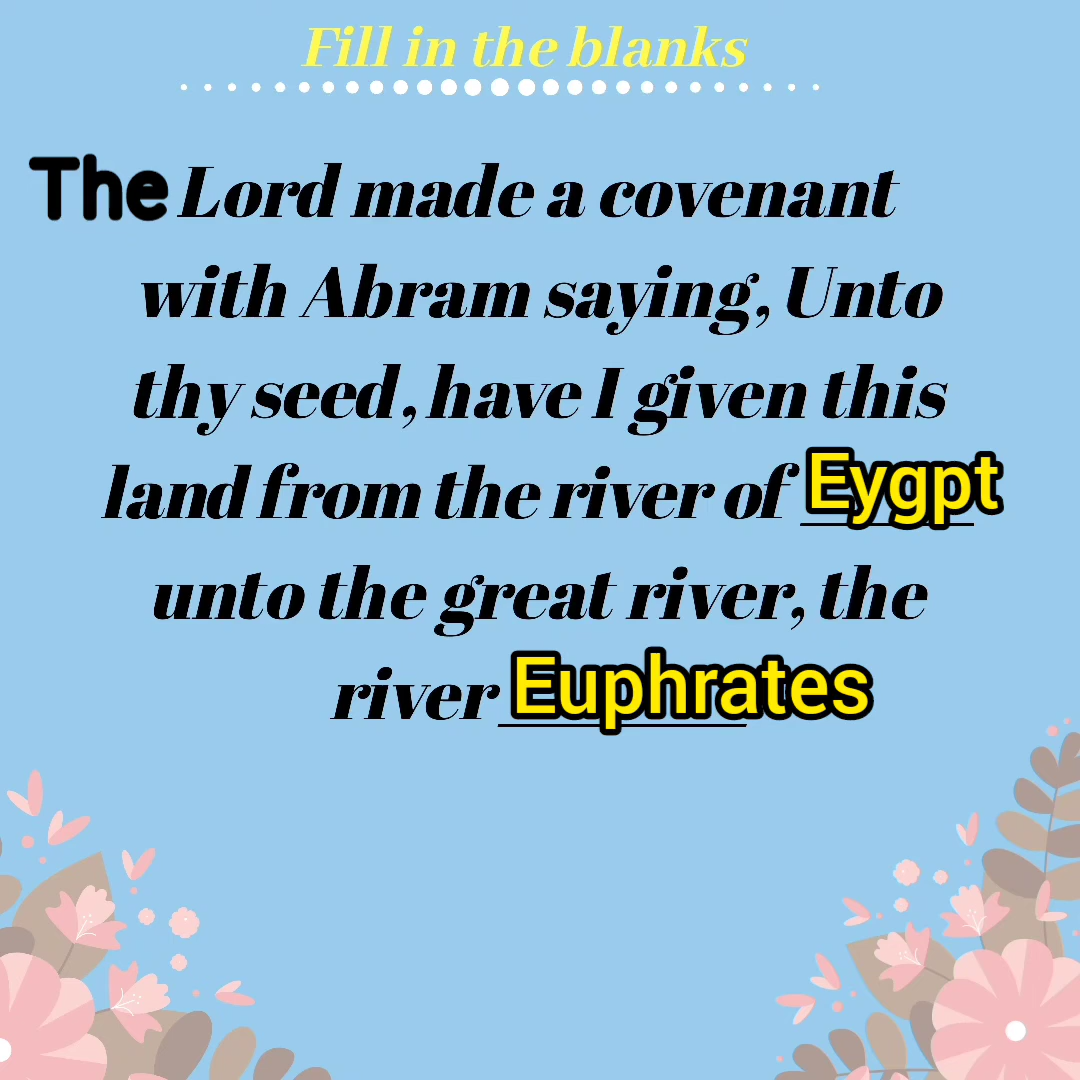 Fill in the blanks
The Lord made a covenant
with Abram saying, Unto
thy seed, have I given this
land from the river of Eygpt
unto the great river, the
river Euphrates